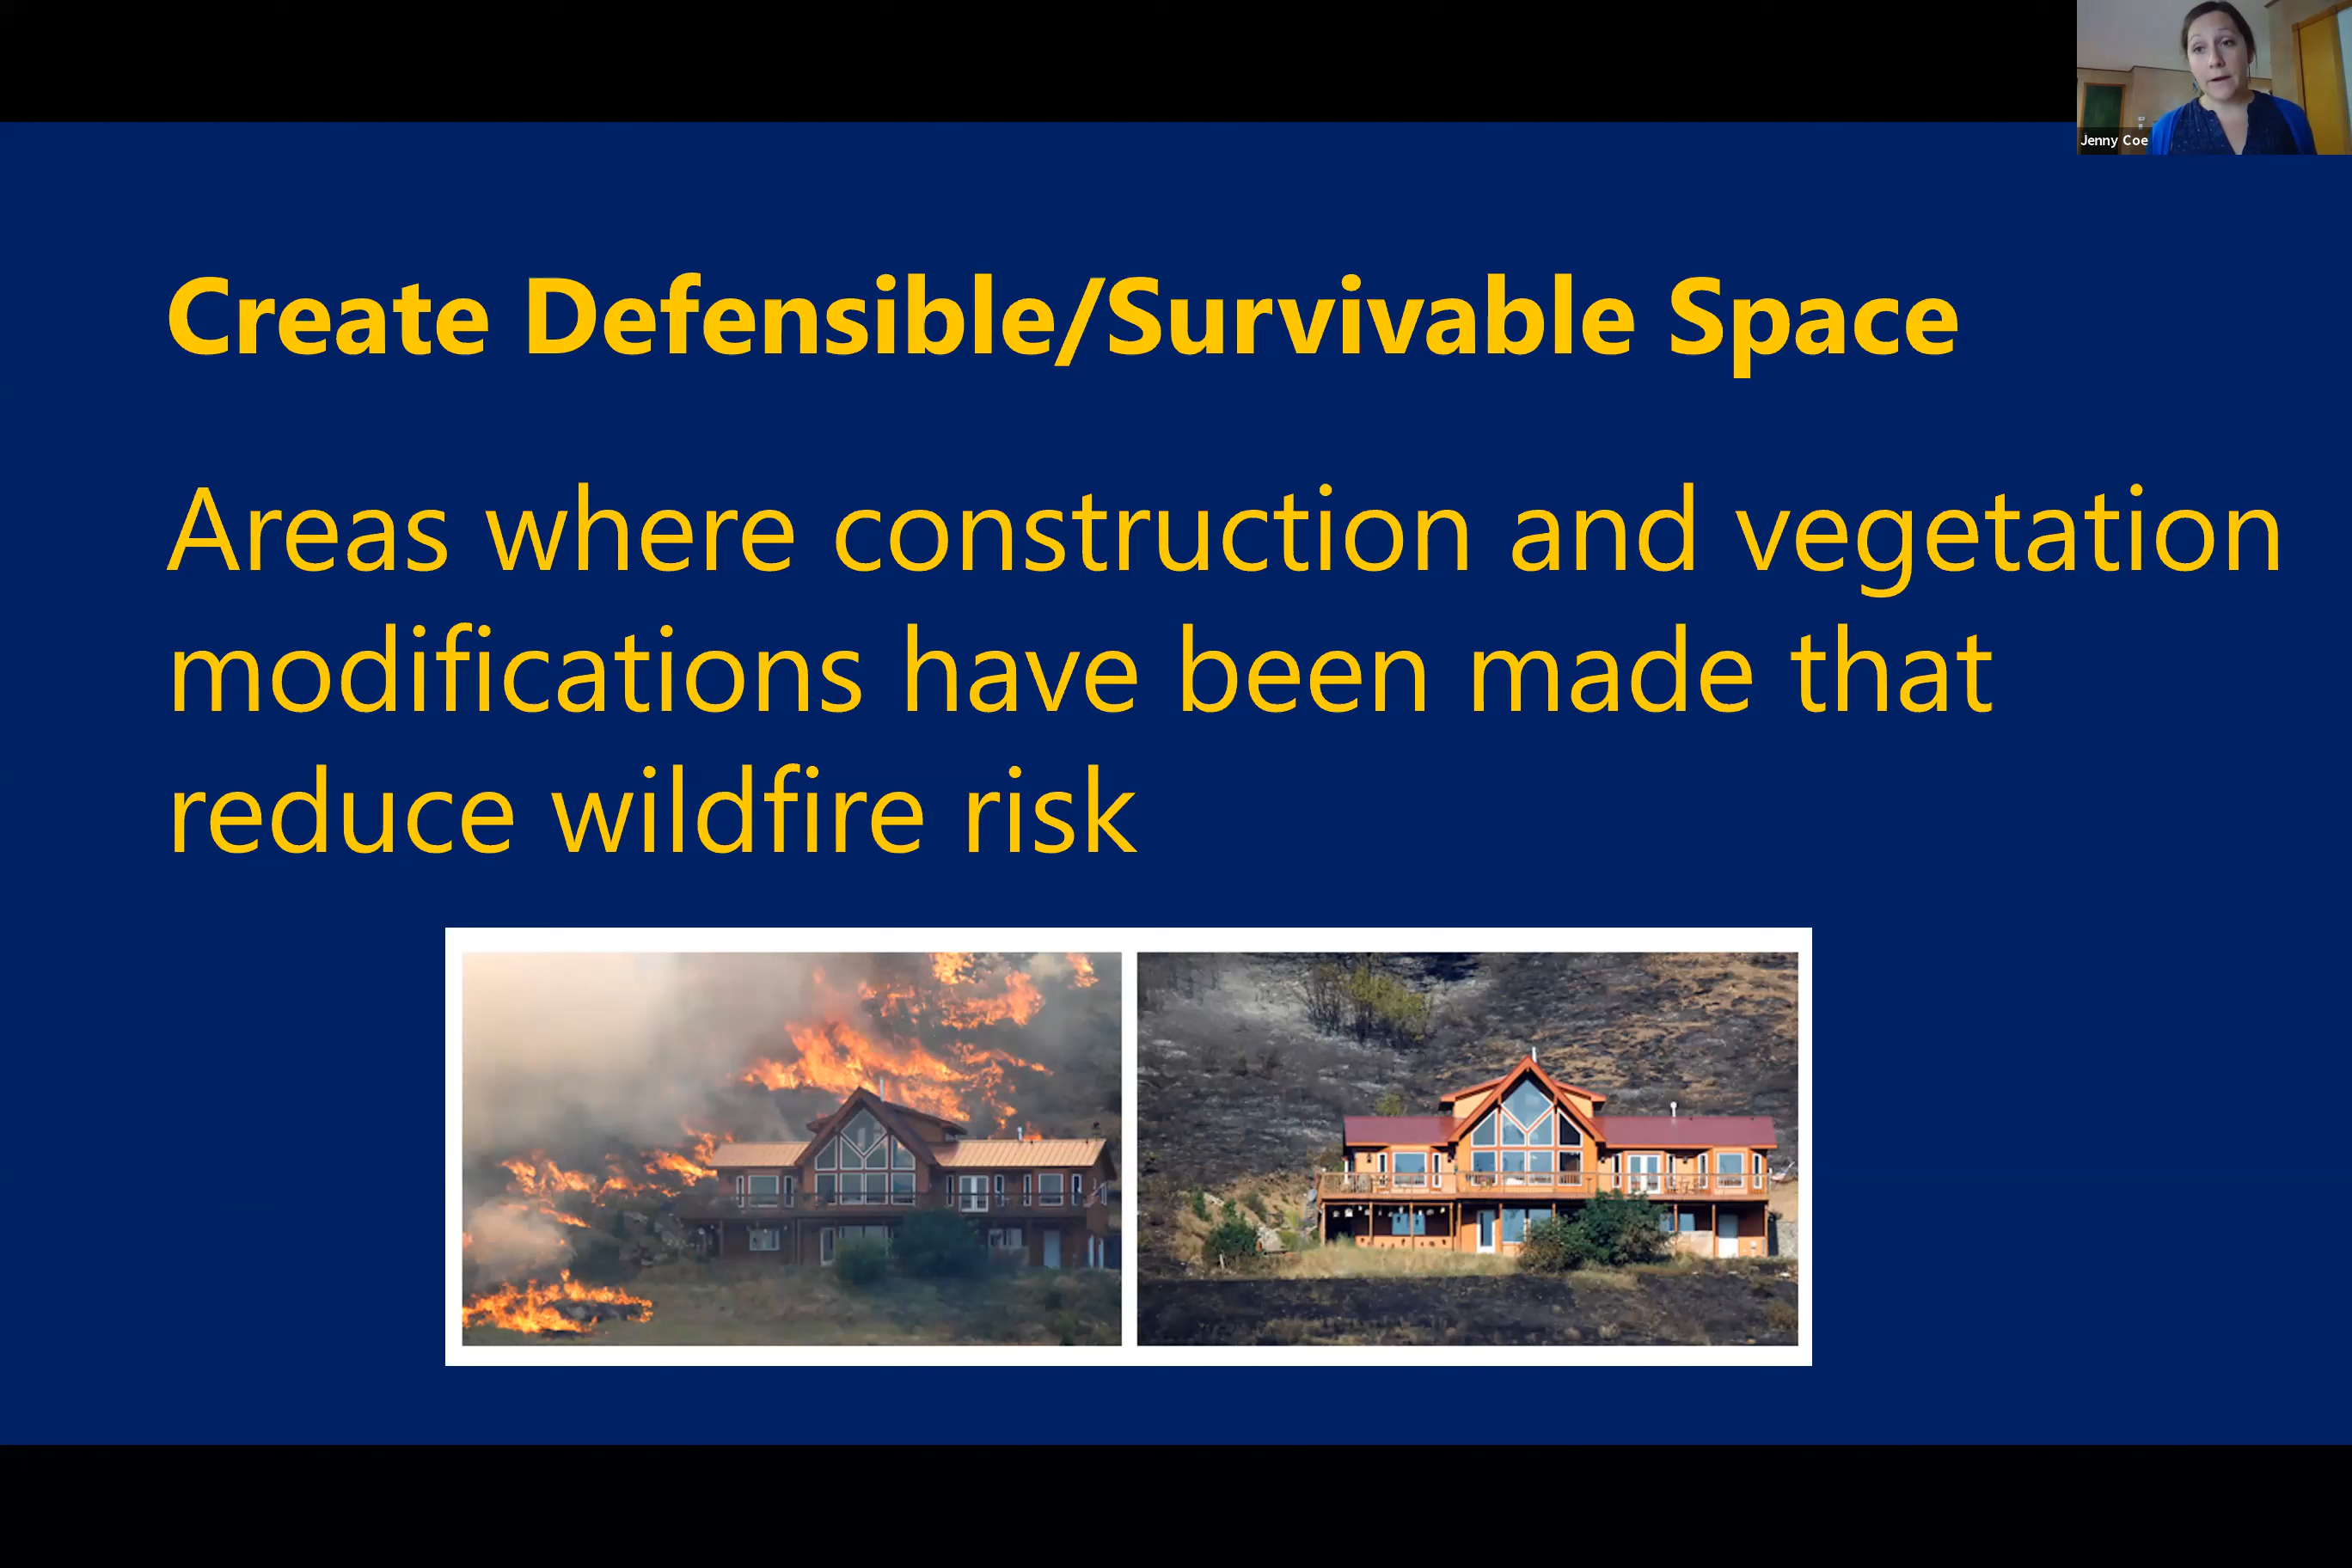 Jenny Coe
Create Defensible/Survivable Space
Areas where construction and vegetation
modifications have been made that
reduce wildfire risk